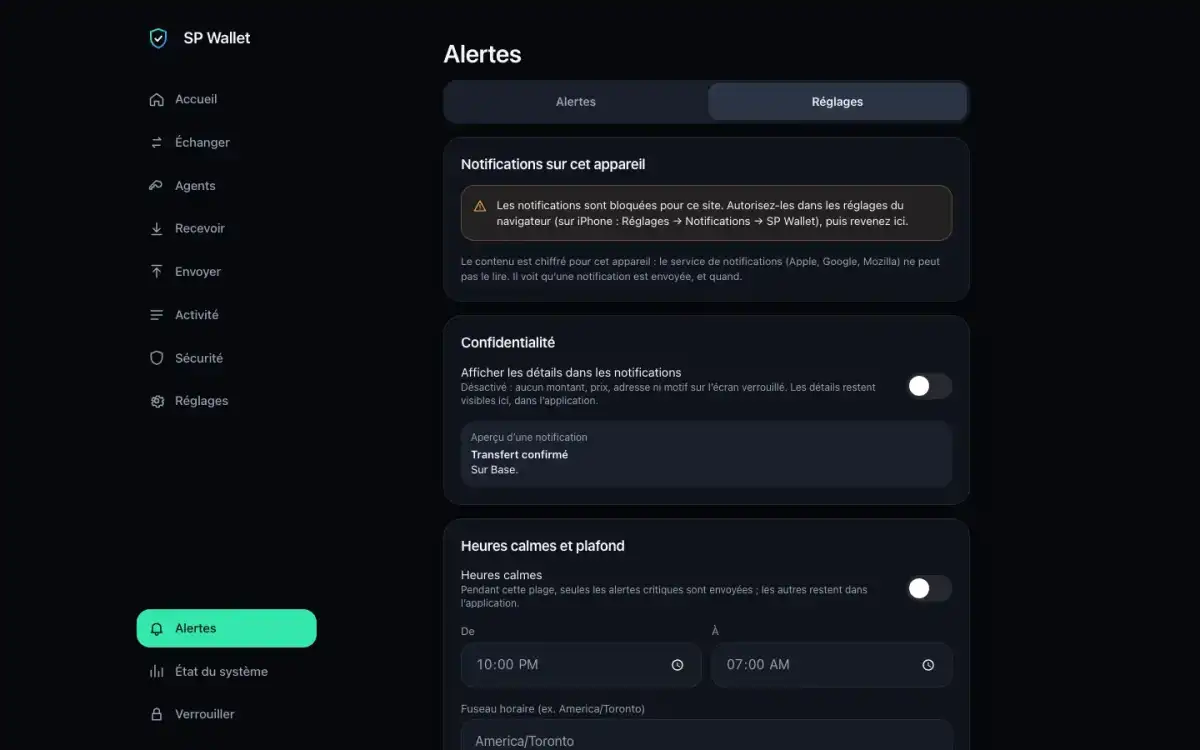 SP Wallet
Accueil
Échanger
Agents
Recevoir
Envoyer
Activité
Sécurité
Réglages
Alertes
État du système
Verrouiller
Alertes
Alertes
Réglages
Notifications sur cet appareil
Les notifications sont bloquées pour ce site. Autorisez-les dans les réglages du
navigateur (sur iPhone : Réglages → Notifications → SP Wallet), puis revenez ici.
Le contenu est chiffré pour cet appareil : le service de notifications (Apple, Google, Mozilla) ne peut
pas le lire. Il voit qu'une notification est envoyée, et quand.
Confidentialité
Afficher les détails dans les notifications
Désactivé : aucun montant, prix, adresse ni motif sur l'écran verrouillé. Les détails restent
visibles ici, dans l'application.
Aperçu d'une notification
Transfert confirmé
Sur Base.
Heures calmes et plafond
Heures calmes
Pendant cette plage, seules les alertes critiques sont envoyées ; les autres restent dans
l'application.
De
À
10:00 PM
07:00 AM
Fuseau horaire (ex. America/Toronto)
America/Toronto